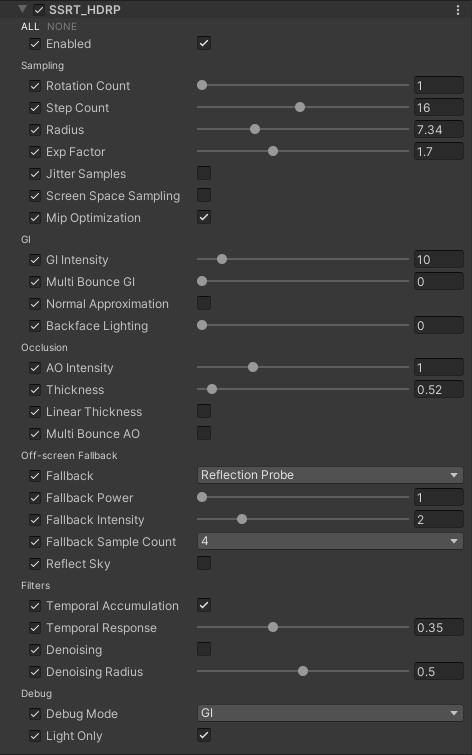 SSRT_HDRP
ALL NONE
Enabled
Sampling
Rotation Count 1
Step Count 16
Radius 7.34
Exp Factor 1.7
Jitter Samples
Screen Space Sampling
Mip Optimization
GI
GI Intensity 10
Multi Bounce GI 0
Normal Approximation
Backface Lighting 0
Occlusion
AO Intensity 1
Thickness 0.52
Linear Thickness
Multi Bounce AO
Off-screen Fallback
Fallback Reflection Probe
Fallback Power 1
Fallback Intensity 2
Fallback Sample Count 4
Reflect Sky
Filters
Temporal Accumulation
Temporal Response 0.35
Denoising
Denoising Radius 0.5
Debug
Debug Mode GI
Light Only